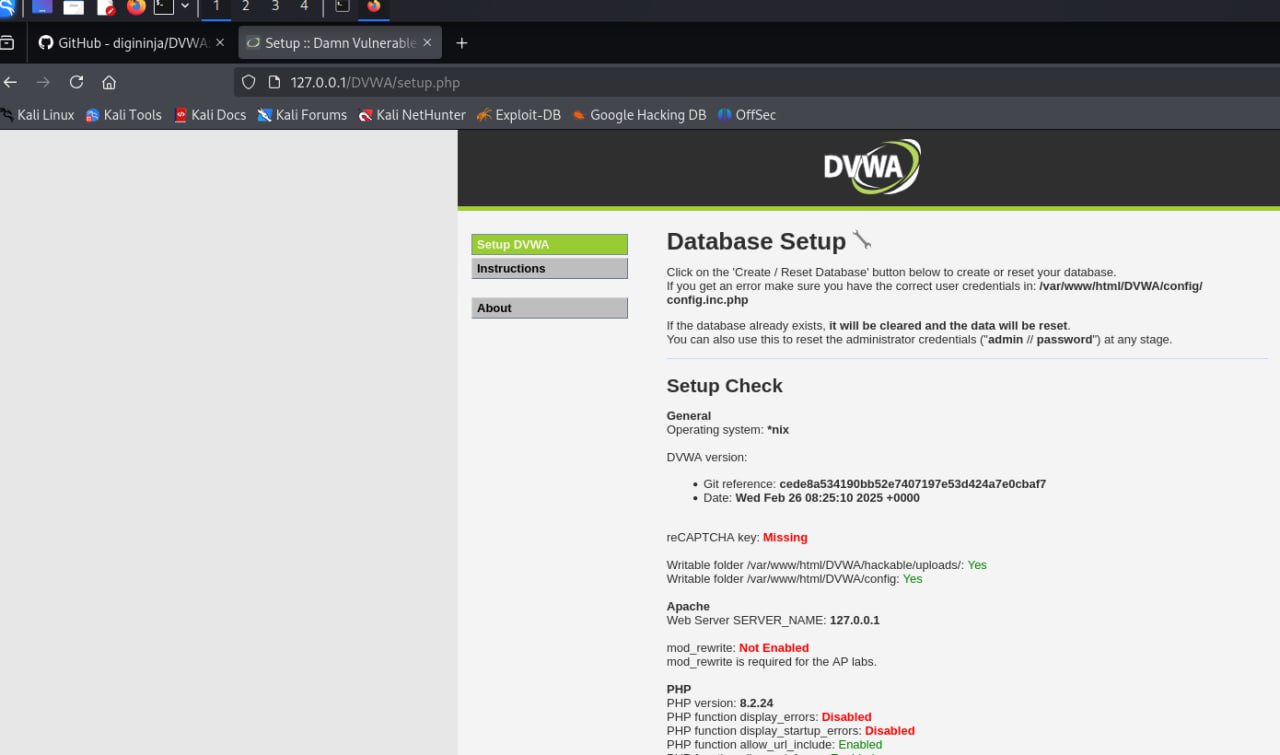 1 2 3 4
GitHub - digininja/DVWA:
Setup :: Damn Vulnerable
127.0.0.1/DVWA/setup.php
Kali Linux Kali Tools Kali Docs Kali Forums Kali NetHunter Exploit-DB Google Hacking DB OffSec
DVWA
Setup DVWA
Instructions
About
Database Setup
Click on the 'Create / Reset Database' button below to create or reset your database.
If you get an error make sure you have the correct user credentials in: /var/www/html/DVWA/config/
config.inc.php
If the database already exists, it will be cleared and the data will be reset.
You can also use this to reset the administrator credentials ("admin // password") at any stage.
Setup Check
General
Operating system: *nix
DVWA version:
Git reference: cede8a534190bb52e7407197e53d424a7e0cbaf7
Date: Wed Feb 26 08:25:10 2025 +0000
reCAPTCHA key: Missing
Writable folder /var/www/html/DVWA/hackable/uploads/: Yes
Writable folder /var/www/html/DVWA/config: Yes
Apache
Web Server SERVER_NAME: 127.0.0.1
mod_rewrite: Not Enabled
mod_rewrite is required for the AP labs.
PHP
PHP version: 8.2.24
PHP function display_errors: Disabled
PHP function display_startup_errors: Disabled
PHP function allow_url_include: Enabled